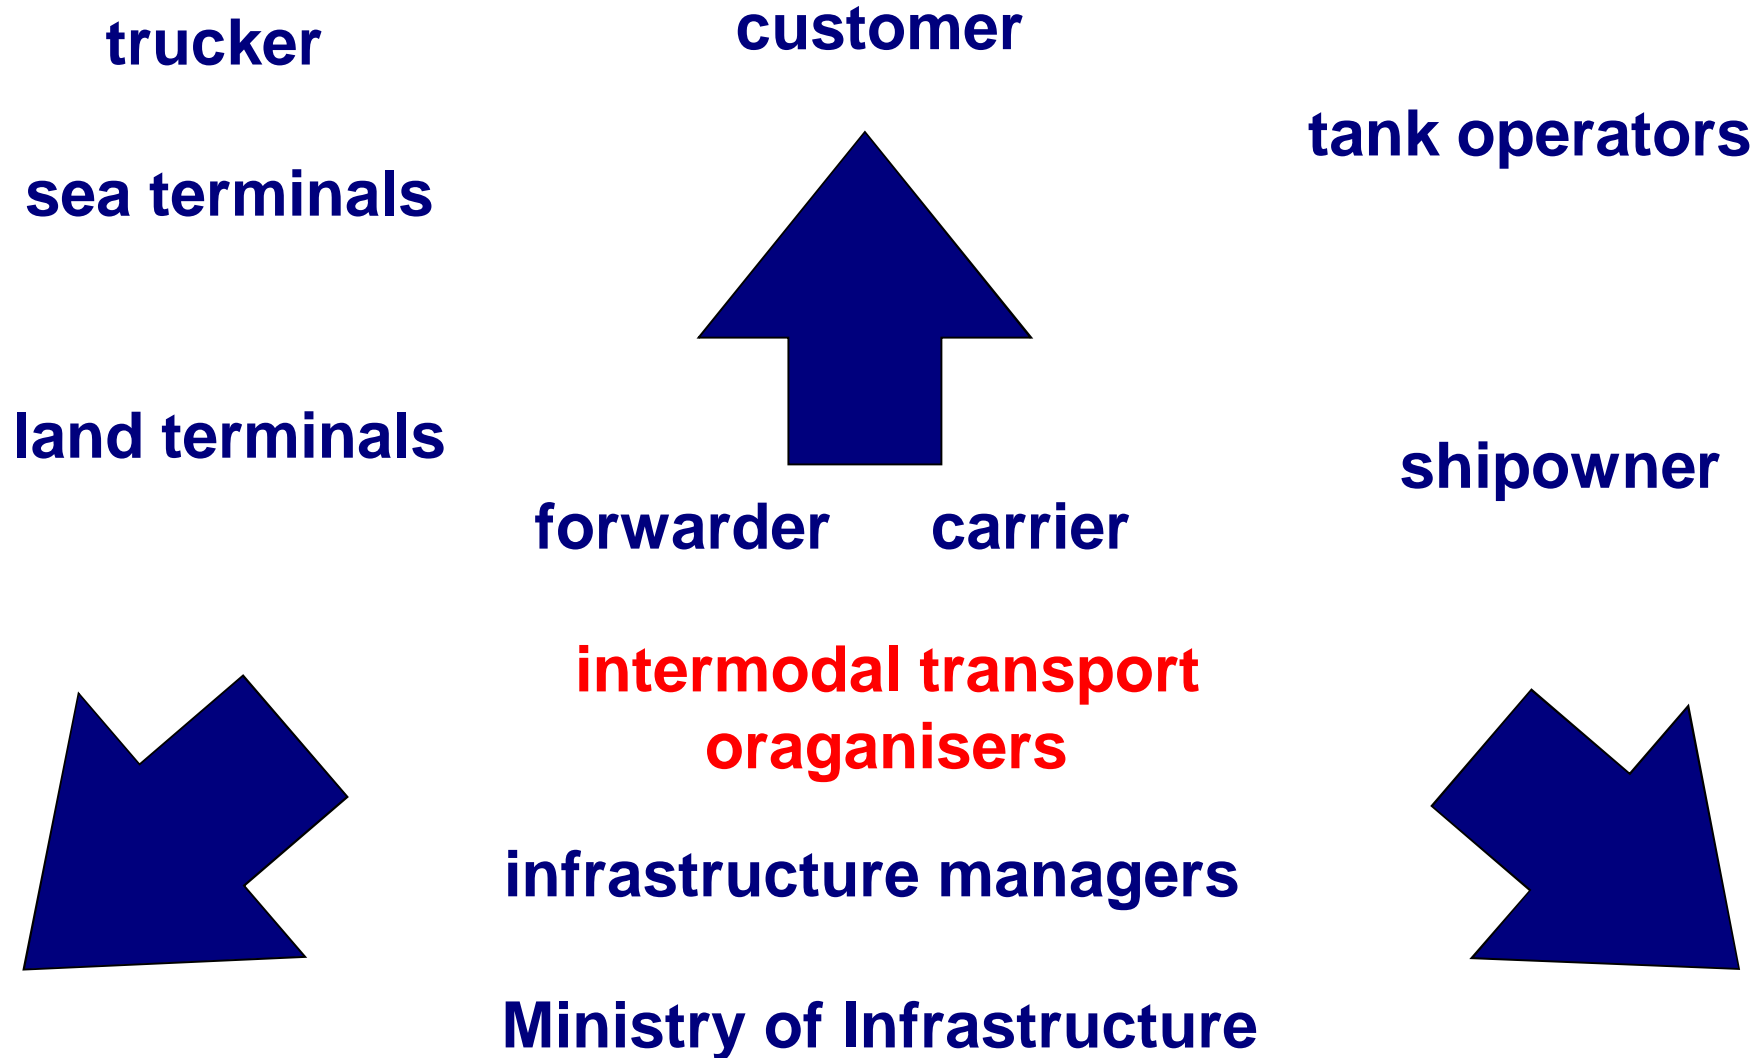 trucker
customer
tank operators
sea terminals
land terminals
shipowner
forwarder
carrier
intermodal transport
oraganisers
infrastructure managers
Ministry of Infrastructure